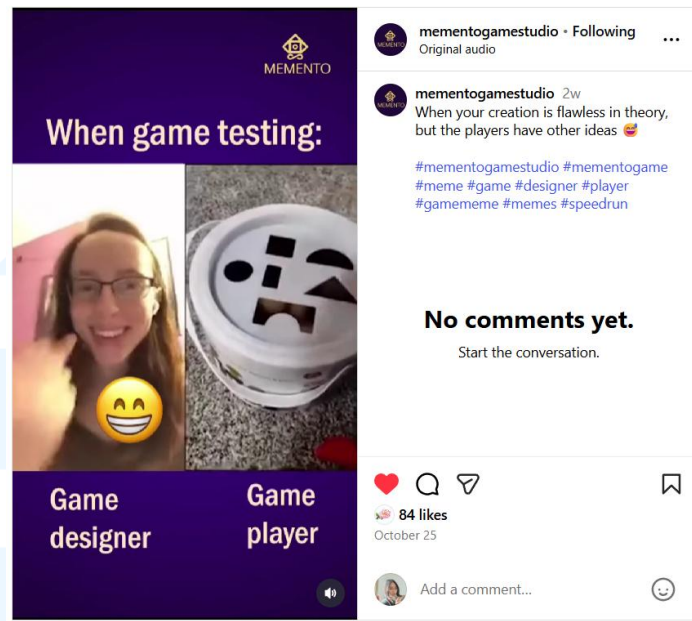 MEMENTO
When game testing:
Game
designer
Game
player
MEMENTO
mementogamestudio • Following
Original audio
MEMENTO
mementogamestudio 2w
When your creation is flawless in theory,
but the players have other ideas 😅
#mementogamestudio #mementogame
#meme #game #designer #player
#gamememe #memes #speedrun
No comments yet.
Start the conversation.
84 likes
October 25
Add a comment...